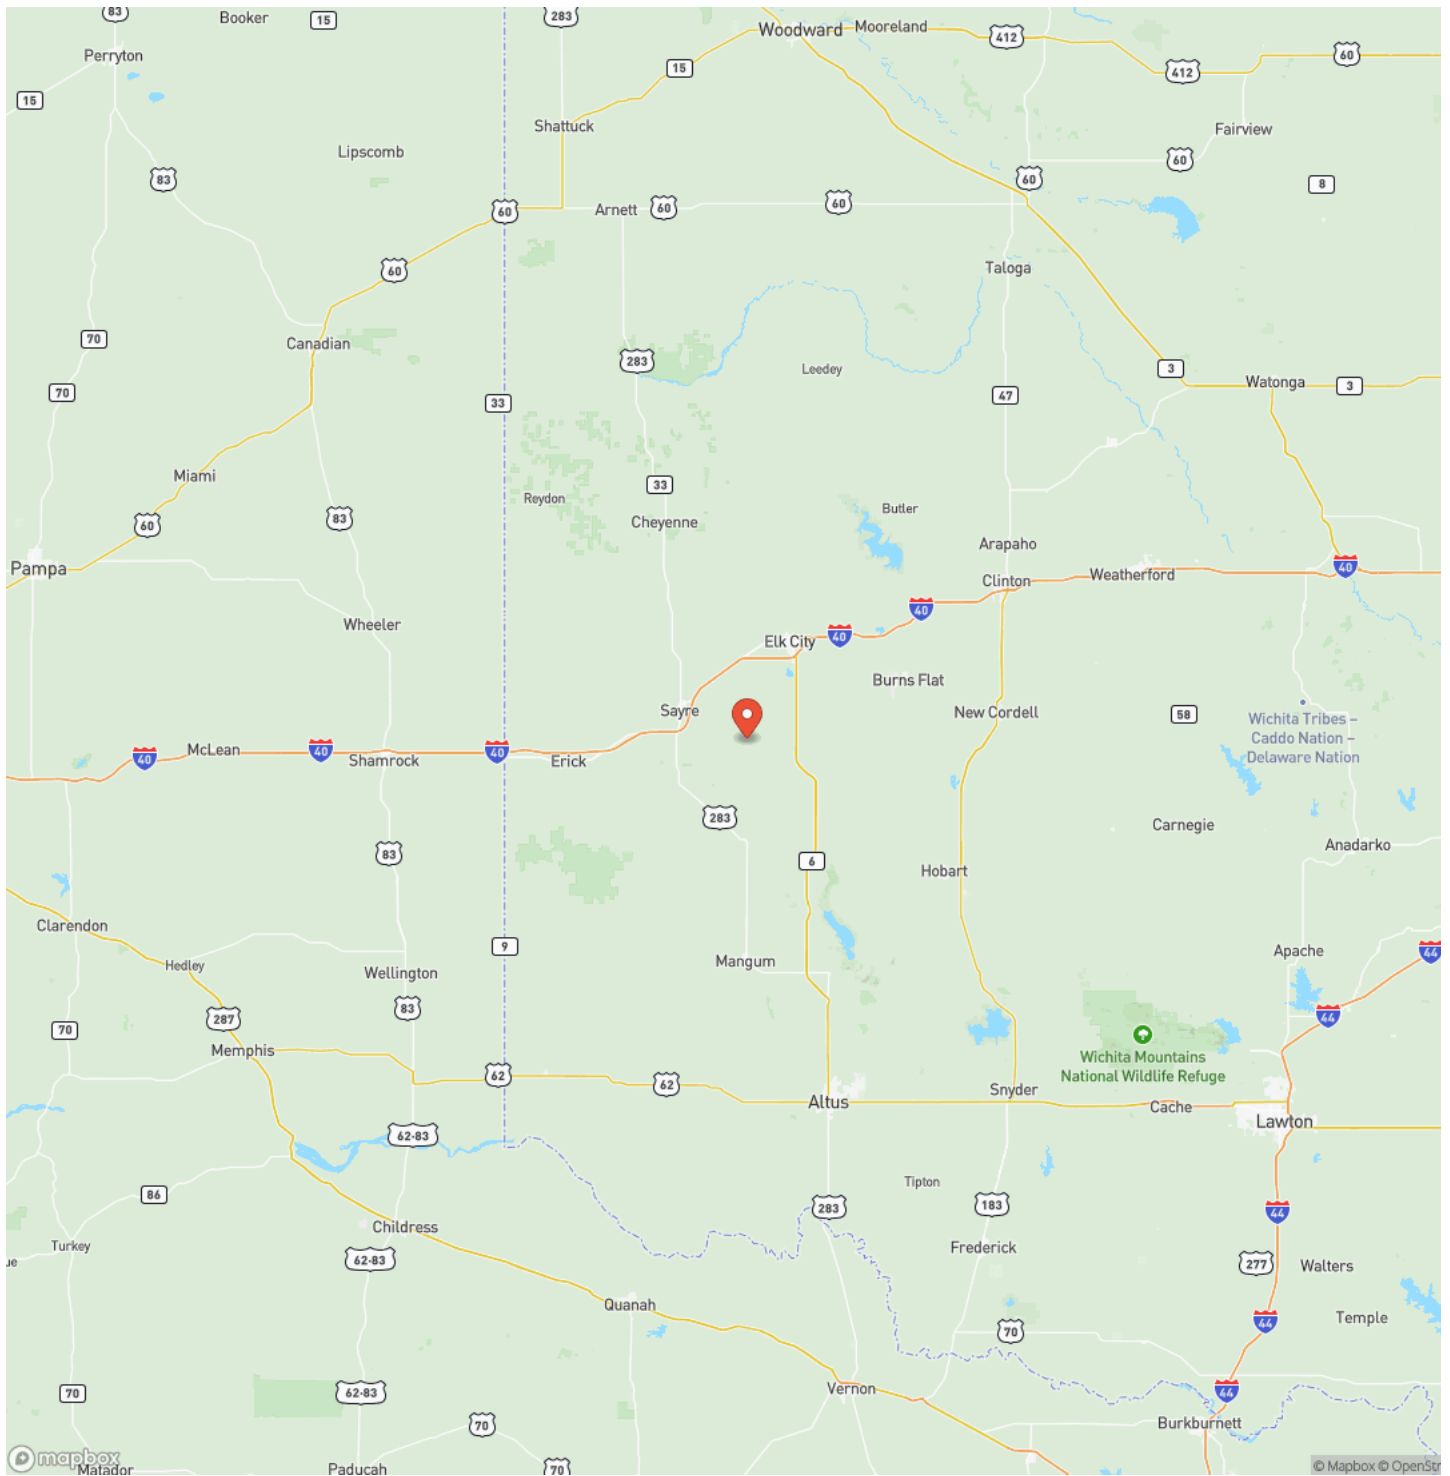 83
Booker
15
283
Woodward
Mooreland
412
60
Perryton
15
412
15
Shattuck
Fairview
Lipscomb
83
60
60
8
60
Arnett
60
60
60
Taloga
70
Canadian
283
Leedey
3
Watonga
3
70
33
47
Miami
33
Reydon
60
83
Cheyenne
Butler
Arapaho
Pampa
Clinton
Weatherford
40
40
Wheeler
40
Elk City
Burns Flat
Sayre
New Cordell
58
Wichita Tribes –
Caddo Nation –
Delaware Nation
McLean
40
40
40
Shamrock
Erick
283
Carnegie
83
6
Anadarko
Hobart
Clarendon
9
Apache
44
Hedley
Wellington
Mangum
83
287
44
70
Memphis
Wichita Mountains
National Wildlife Refuge
62
62
Snyder
Altus
Cache
Lawton
62-83
Tipton
86
283
183
44
Childress
Turkey
Frederick
ue
62-83
277
Walters
Quanah
Temple
44
70
70
62-83
Vernon
44
70
Burkburnett
mapbox
Matador
Paducah
70
© Mapbox © OpenStr